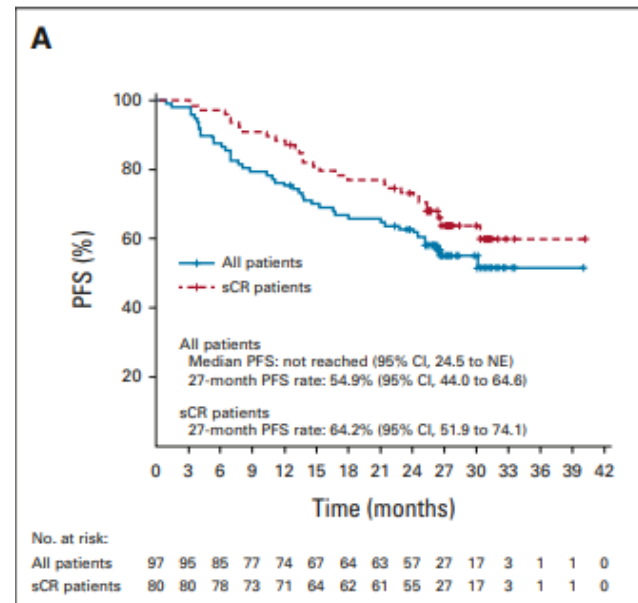 A
100
80
60
40
20
PFS (%)
All patients
sCR patients
All patients
Median PFS: not reached (95% CI, 24.5 to NE)
27-month PFS rate: 54.9% (95% CI, 44.0 to 64.6)
sCR patients
27-month PFS rate: 64.2% (95% CI, 51.9 to 74.1)
0 3 6 9 12 15 18 21 24 27 30 33 36 39 42
Time (months)
No. at risk:
All patients 97 95 85 77 74 67 64 63 57 27 17 3 1 1 0
sCR patients 80 80 78 73 71 64 62 61 55 27 17 3 1 1 0